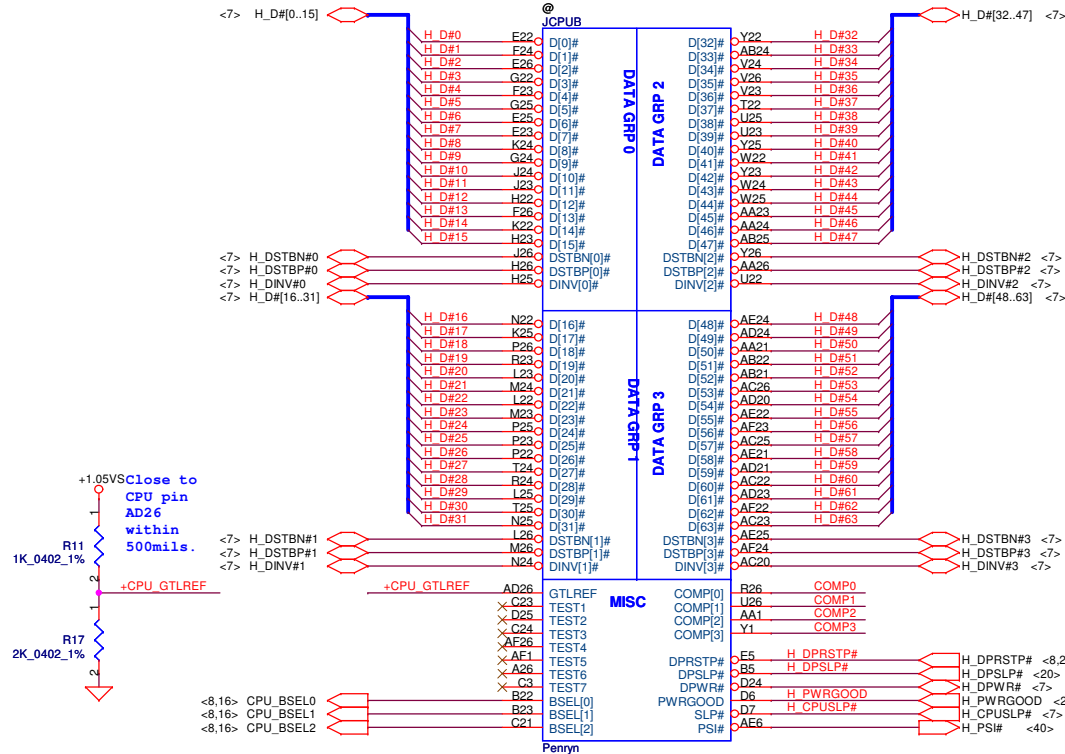 @
JCPUB
<7> H_D#[0..15]
H_D#[32..47] <7>
H_D#0 E22 D[0]# D[32]# Y22 H_D#32
H_D#1 F24 D[1]# D[33]# AB24 H_D#33
H_D#2 E26 D[2]# D[34]# V24 H_D#34
H_D#3 G22 D[3]# D[35]# V26 H_D#35
H_D#4 F23 D[4]# D[36]# V23 H_D#36
H_D#5 G25 D[5]# D[37]# T22 H_D#37
H_D#6 E25 D[6]# D[38]# U25 H_D#38
H_D#7 E23 D[7]# D[39]# U23 H_D#39
H_D#8 K24 D[8]# D[40]# Y25 H_D#40
H_D#9 G24 D[9]# D[41]# W22 H_D#41
H_D#10 J24 D[10]# D[42]# Y23 H_D#42
H_D#11 J23 D[11]# D[43]# W24 H_D#43
H_D#12 H22 D[12]# D[44]# W25 H_D#44
H_D#13 F26 D[13]# D[45]# AA23 H_D#45
H_D#14 K22 D[14]# D[46]# AA24 H_D#46
H_D#15 H23 D[15]# D[47]# AB25 H_D#47
<7> H_DSTBN#0 J26 DSTBN[0]# DSTBN[2]# Y26 H_DSTBN#2 <7>
<7> H_DSTBP#0 H26 DSTBP[0]# DSTBP[2]# AA26 H_DSTBP#2 <7>
<7> H_DINV#0 H25 DINV[0]# DINV[2]# U22 H_DINV#2 <7>
DATA GRP 0
DATA GRP 2
<7> H_D#[16..31]
H_D#[48..63] <7>
H_D#16 N22 D[16]# D[48]# AE24 H_D#48
H_D#17 K25 D[17]# D[49]# AD24 H_D#49
H_D#18 P26 D[18]# D[50]# AA21 H_D#50
H_D#19 R23 D[19]# D[51]# AB22 H_D#51
H_D#20 L23 D[20]# D[52]# AB21 H_D#52
H_D#21 M24 D[21]# D[53]# AC26 H_D#53
H_D#22 L22 D[22]# D[54]# AD20 H_D#54
H_D#23 M23 D[23]# D[55]# AE22 H_D#55
H_D#24 P25 D[24]# D[56]# AF23 H_D#56
H_D#25 P23 D[25]# D[57]# AC25 H_D#57
H_D#26 P22 D[26]# D[58]# AE21 H_D#58
H_D#27 T24 D[27]# D[59]# AD21 H_D#59
H_D#28 R24 D[28]# D[60]# AC22 H_D#60
H_D#29 L25 D[29]# D[61]# AD23 H_D#61
H_D#30 T25 D[30]# D[62]# AF22 H_D#62
H_D#31 N25 D[31]# D[63]# AC23 H_D#63
<7> H_DSTBN#1 L26 DSTBN[1]# DSTBN[3]# AE25 H_DSTBN#3 <7>
<7> H_DSTBP#1 M26 DSTBP[1]# DSTBP[3]# AF24 H_DSTBP#3 <7>
<7> H_DINV#1 N24 DINV[1]# DINV[3]# AC20 H_DINV#3 <7>
DATA GRP 1
DATA GRP 3
+1.05VS
Close to
CPU pin
AD26
within
500mils.
1
R11
1K_0402_1%
2
+CPU_GTLREF
1
R17
2K_0402_1%
2
MISC
+CPU_GTLREF AD26 GTLREF COMP[0] R26 COMP0
C23 TEST1 COMP[1] U26 COMP1
D25 TEST2 COMP[2] AA1 COMP2
C24 TEST3 COMP[3] Y1 COMP3
AF26 TEST4
AF1 TEST5 DPRSTP# E5 H_DPRSTP# H_DPRSTP# <8,2
A26 TEST6 DPSLP# B5 H_DPSLP# H_DPSLP# <20>
C3 TEST7 DPWR# D24 H_DPWR# <7>
<8,16> CPU_BSEL0 B22 BSEL[0] PWRGOOD D6 H_PWRGOOD H_PWRGOOD <2
<8,16> CPU_BSEL1 B23 BSEL[1] SLP# D7 H_CPUSLP# H_CPUSLP# <7>
<8,16> CPU_BSEL2 C21 BSEL[2] PSI# AE6 H_PSI# <40>
Penryn